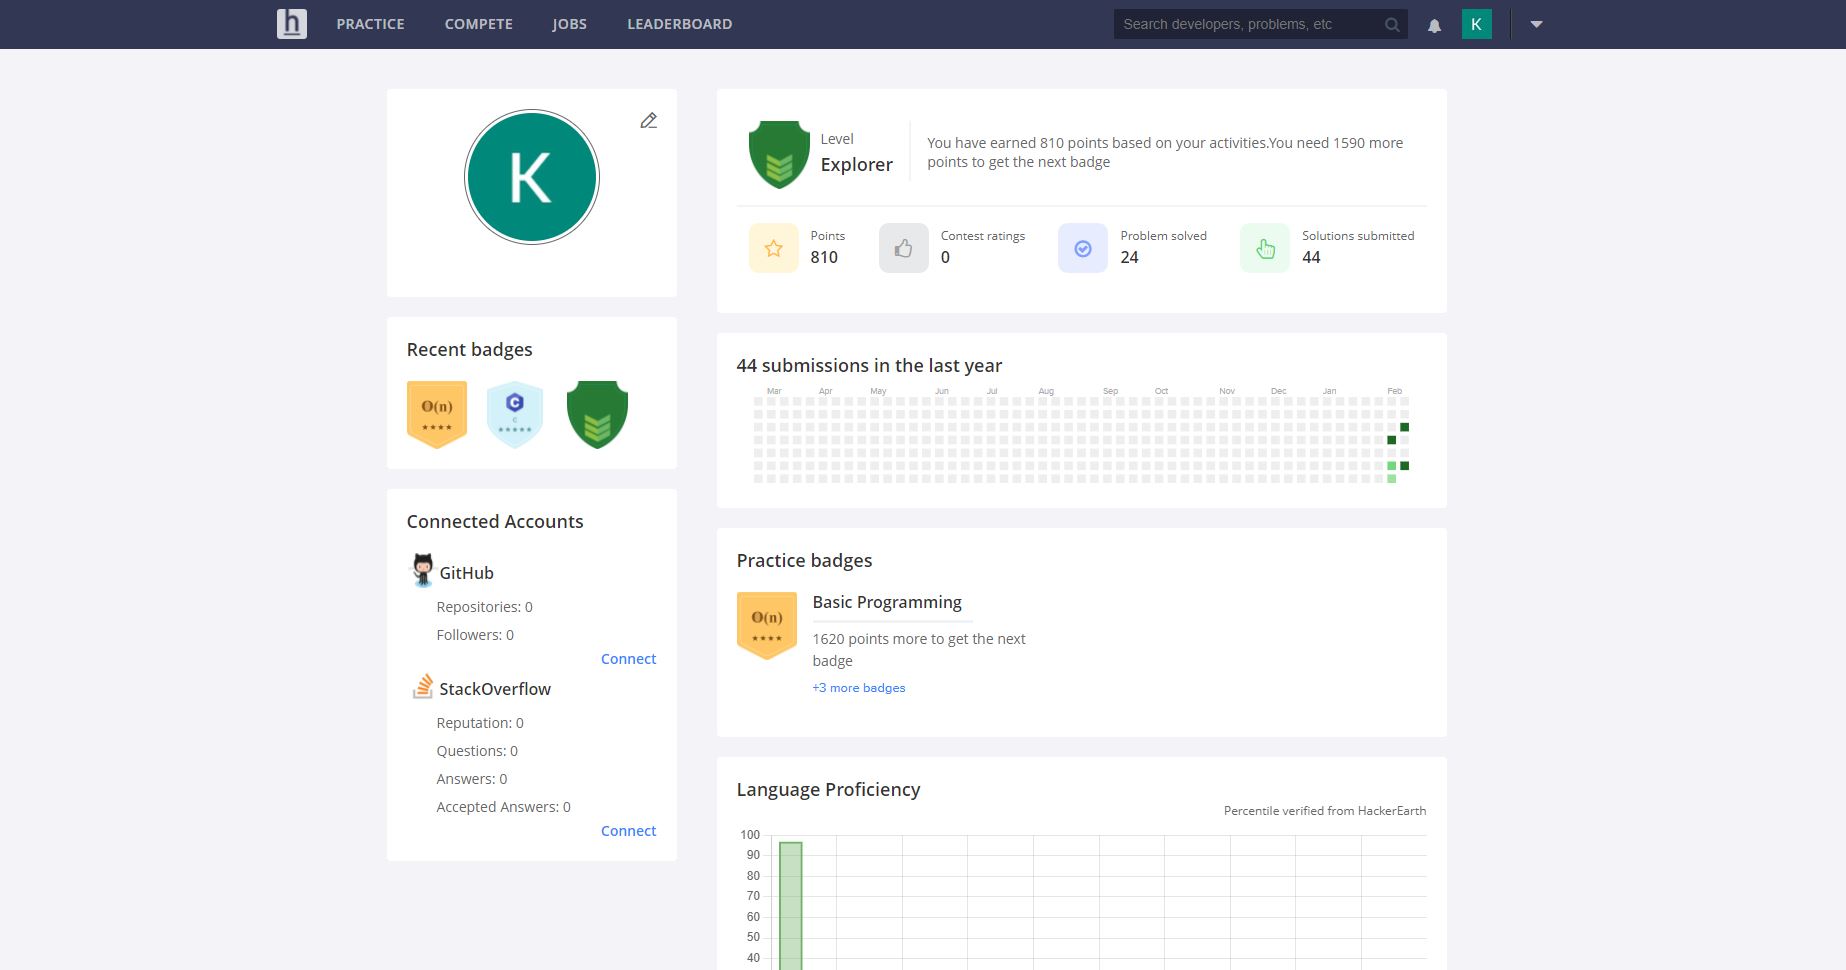 h PRACTICE COMPETE JOBS LEADERBOARD Search developers, problems, etc K
K
Recent badges
O(n)
★★★★
C
C
★★★★★
Connected Accounts
GitHub
Repositories: 0
Followers: 0
Connect
StackOverflow
Reputation: 0
Questions: 0
Answers: 0
Accepted Answers: 0
Connect
Level
Explorer
You have earned 810 points based on your activities.You need 1590 more
points to get the next badge
Points
810
Contest ratings
0
Problem solved
24
Solutions submitted
44
44 submissions in the last year
Mar Apr May Jun Jul Aug Sep Oct Nov Dec Jan Feb
Practice badges
O(n)
★★★★
Basic Programming
1620 points more to get the next
badge
+3 more badges
Language Proficiency
Percentile verified from HackerEarth
100
90
80
70
60
50
40